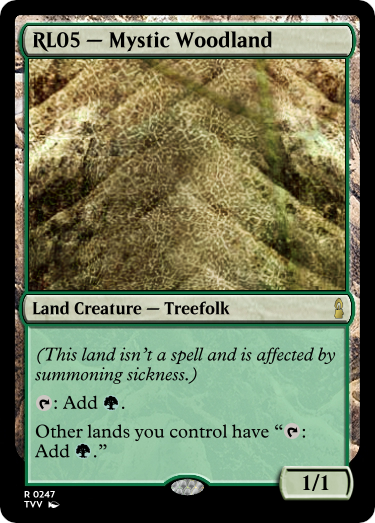 RL05 — Mystic Woodland
Land Creature — Treefolk
(This land isn't a spell and is affected by
summoning sickness.)
: Add .
Other lands you control have “:
Add .”
1/1
R 0247
TVV